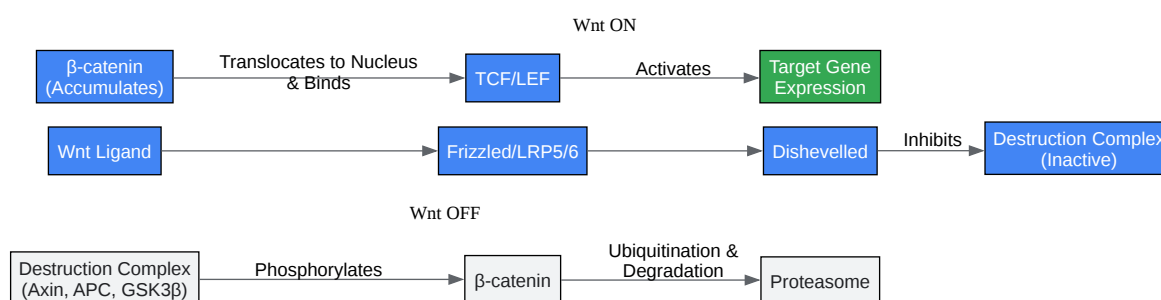 Wnt ON
β-catenin
(Accumulates)
Translocates to Nucleus
& Binds
TCF/LEF
Activates
Target Gene
Expression
Wnt Ligand
Frizzled/LRP5/6
Dishevelled
Inhibits
Destruction Complex
(Inactive)
Wnt OFF
Destruction Complex
(Axin, APC, GSK3β)
Phosphorylates
β-catenin
Ubiquitination &
Degradation
Proteasome